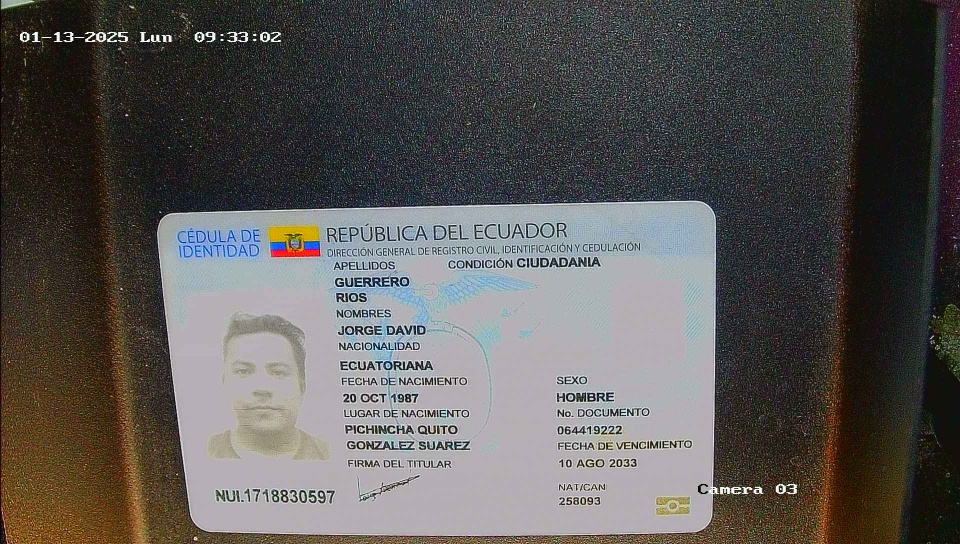 01-13-2025 Lun 09:33:02
CÉDULA DE
IDENTIDAD
REPÚBLICA DEL ECUADOR
DIRECCIÓN GENERAL DE REGISTRO CIVIL, IDENTIFICACIÓN Y CEDULACIÓN
APELLIDOS CONDICIÓN CIUDADANIA
GUERRERO
RIOS
NOMBRES
JORGE DAVID
NACIONALIDAD
ECUATORIANA
FECHA DE NACIMIENTO
20 OCT 1987
LUGAR DE NACIMIENTO
PICHINCHA QUITO
GONZALEZ SUAREZ
FIRMA DEL TITULAR
SEXO
HOMBRE
No. DOCUMENTO
064419222
FECHA DE VENCIMIENTO
10 AGO 2033
NAT/CAN
258093
NUI.1718830597
Camera 03